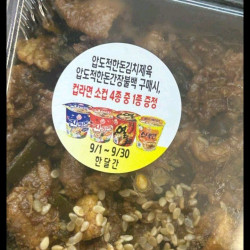 압도적한돈김치제육
압도적한돈간장불백 구매시,
컵라면 소컵 4종 중 1종 증정
9/1 ~ 9/30
한 달 간